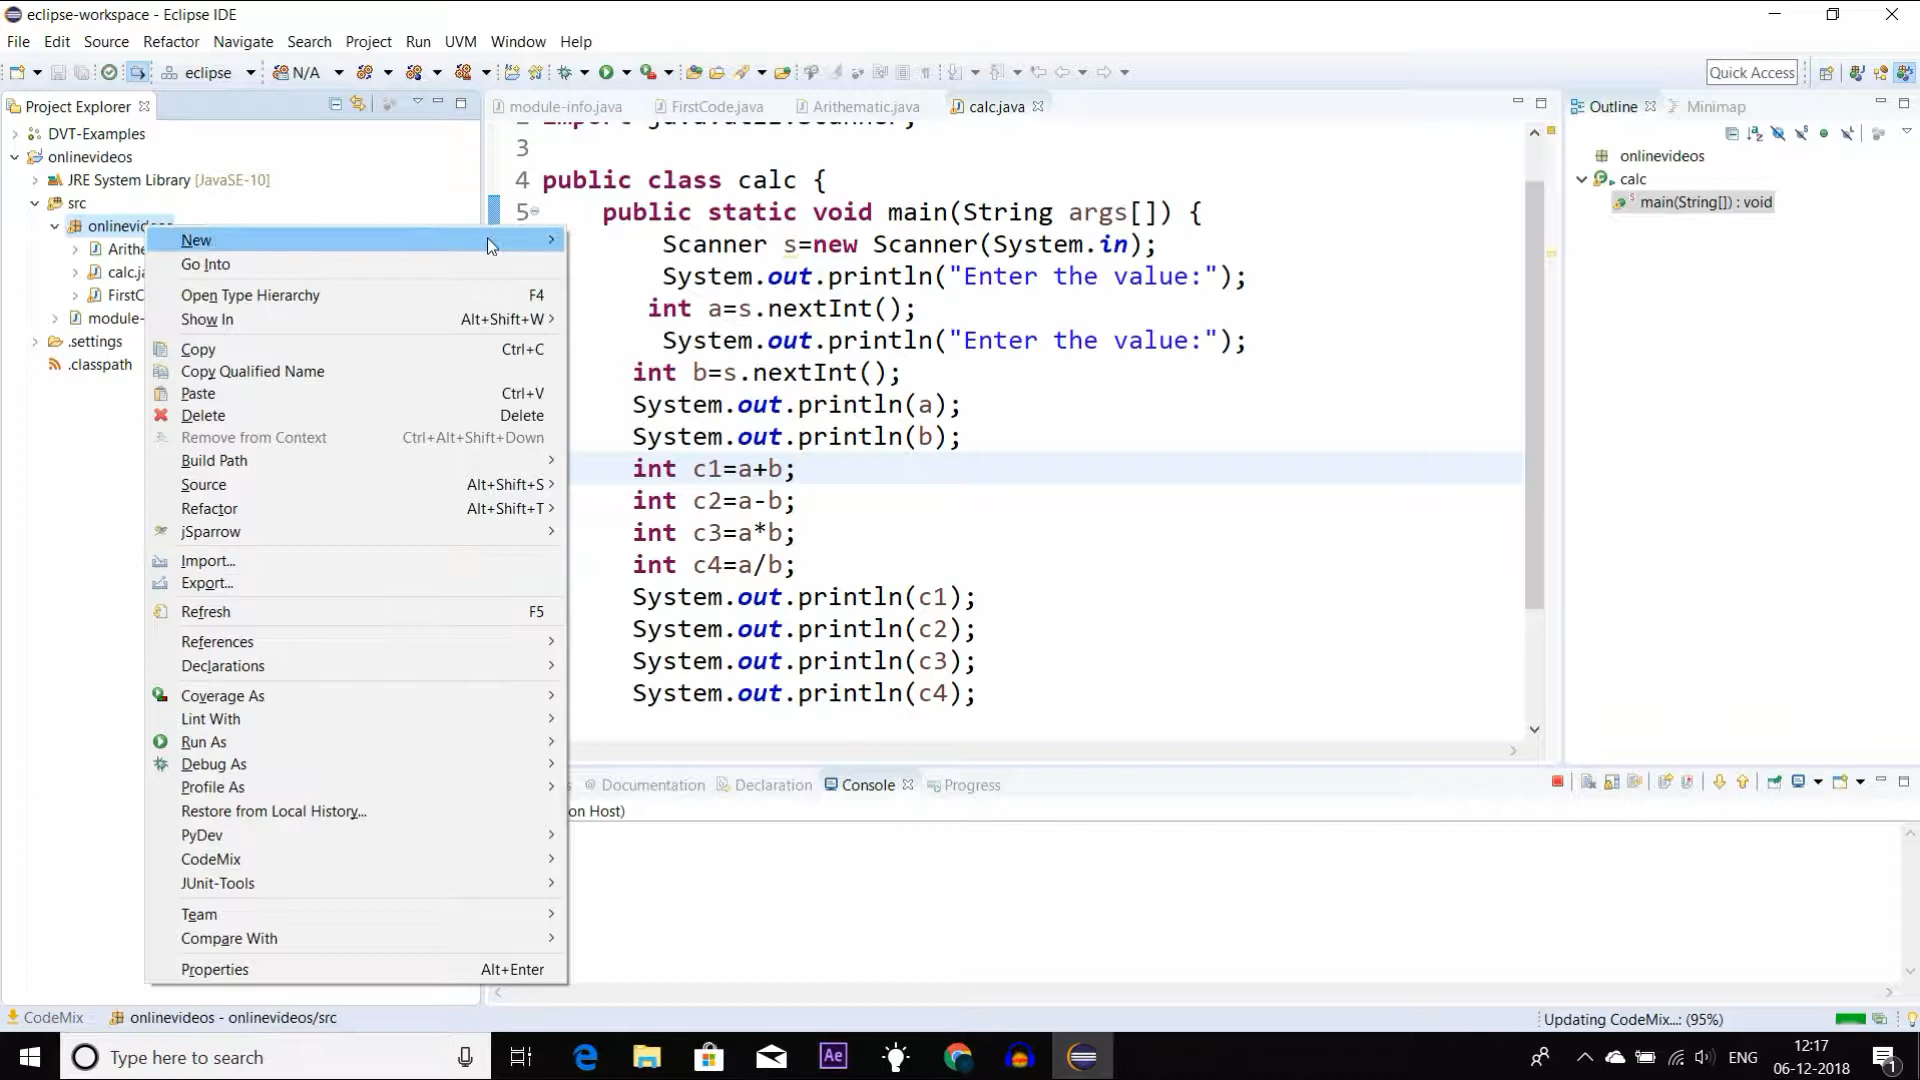 eclipse-workspace - Eclipse IDE
File Edit Source Refactor Navigate Search Project Run UVM Window Help
eclipse N/A Quick Access
Project Explorer
DVT-Examples
onlinevideos
JRE System Library [JavaSE-10]
src
onlinevide
Arithe
calc.ja
FirstC
module-
.settings
.classpath
New
Go Into
Open Type Hierarchy F4
Show In Alt+Shift+W
Copy Ctrl+C
Copy Qualified Name
Paste Ctrl+V
Delete Delete
Remove from Context Ctrl+Alt+Shift+Down
Build Path
Source Alt+Shift+S
Refactor Alt+Shift+T
jSparrow
Import...
Export...
Refresh F5
References
Declarations
Coverage As
Lint With
Run As
Debug As
Profile As
Restore from Local History...
PyDev
CodeMix
JUnit-Tools
Team
Compare With
Properties Alt+Enter
module-info.java FirstCode.java Arithematic.java calc.java
2 import java.util.Scanner;
3
4 public class calc {
5 public static void main(String args[]) {
Scanner s=new Scanner(System.in);
System.out.println("Enter the value:");
int a=s.nextInt();
System.out.println("Enter the value:");
int b=s.nextInt();
System.out.println(a);
System.out.println(b);
int c1=a+b;
int c2=a-b;
int c3=a*b;
int c4=a/b;
System.out.println(c1);
System.out.println(c2);
System.out.println(c3);
System.out.println(c4);
Outline Minimap
onlinevideos
calc
main(String[]) : void
@ Documentation Declaration Console Progress
on Host)
CodeMix onlinevideos - onlinevideos/src Updating CodeMix...: (95%)
Type here to search Ae ENG 12:17
06-12-2018 1